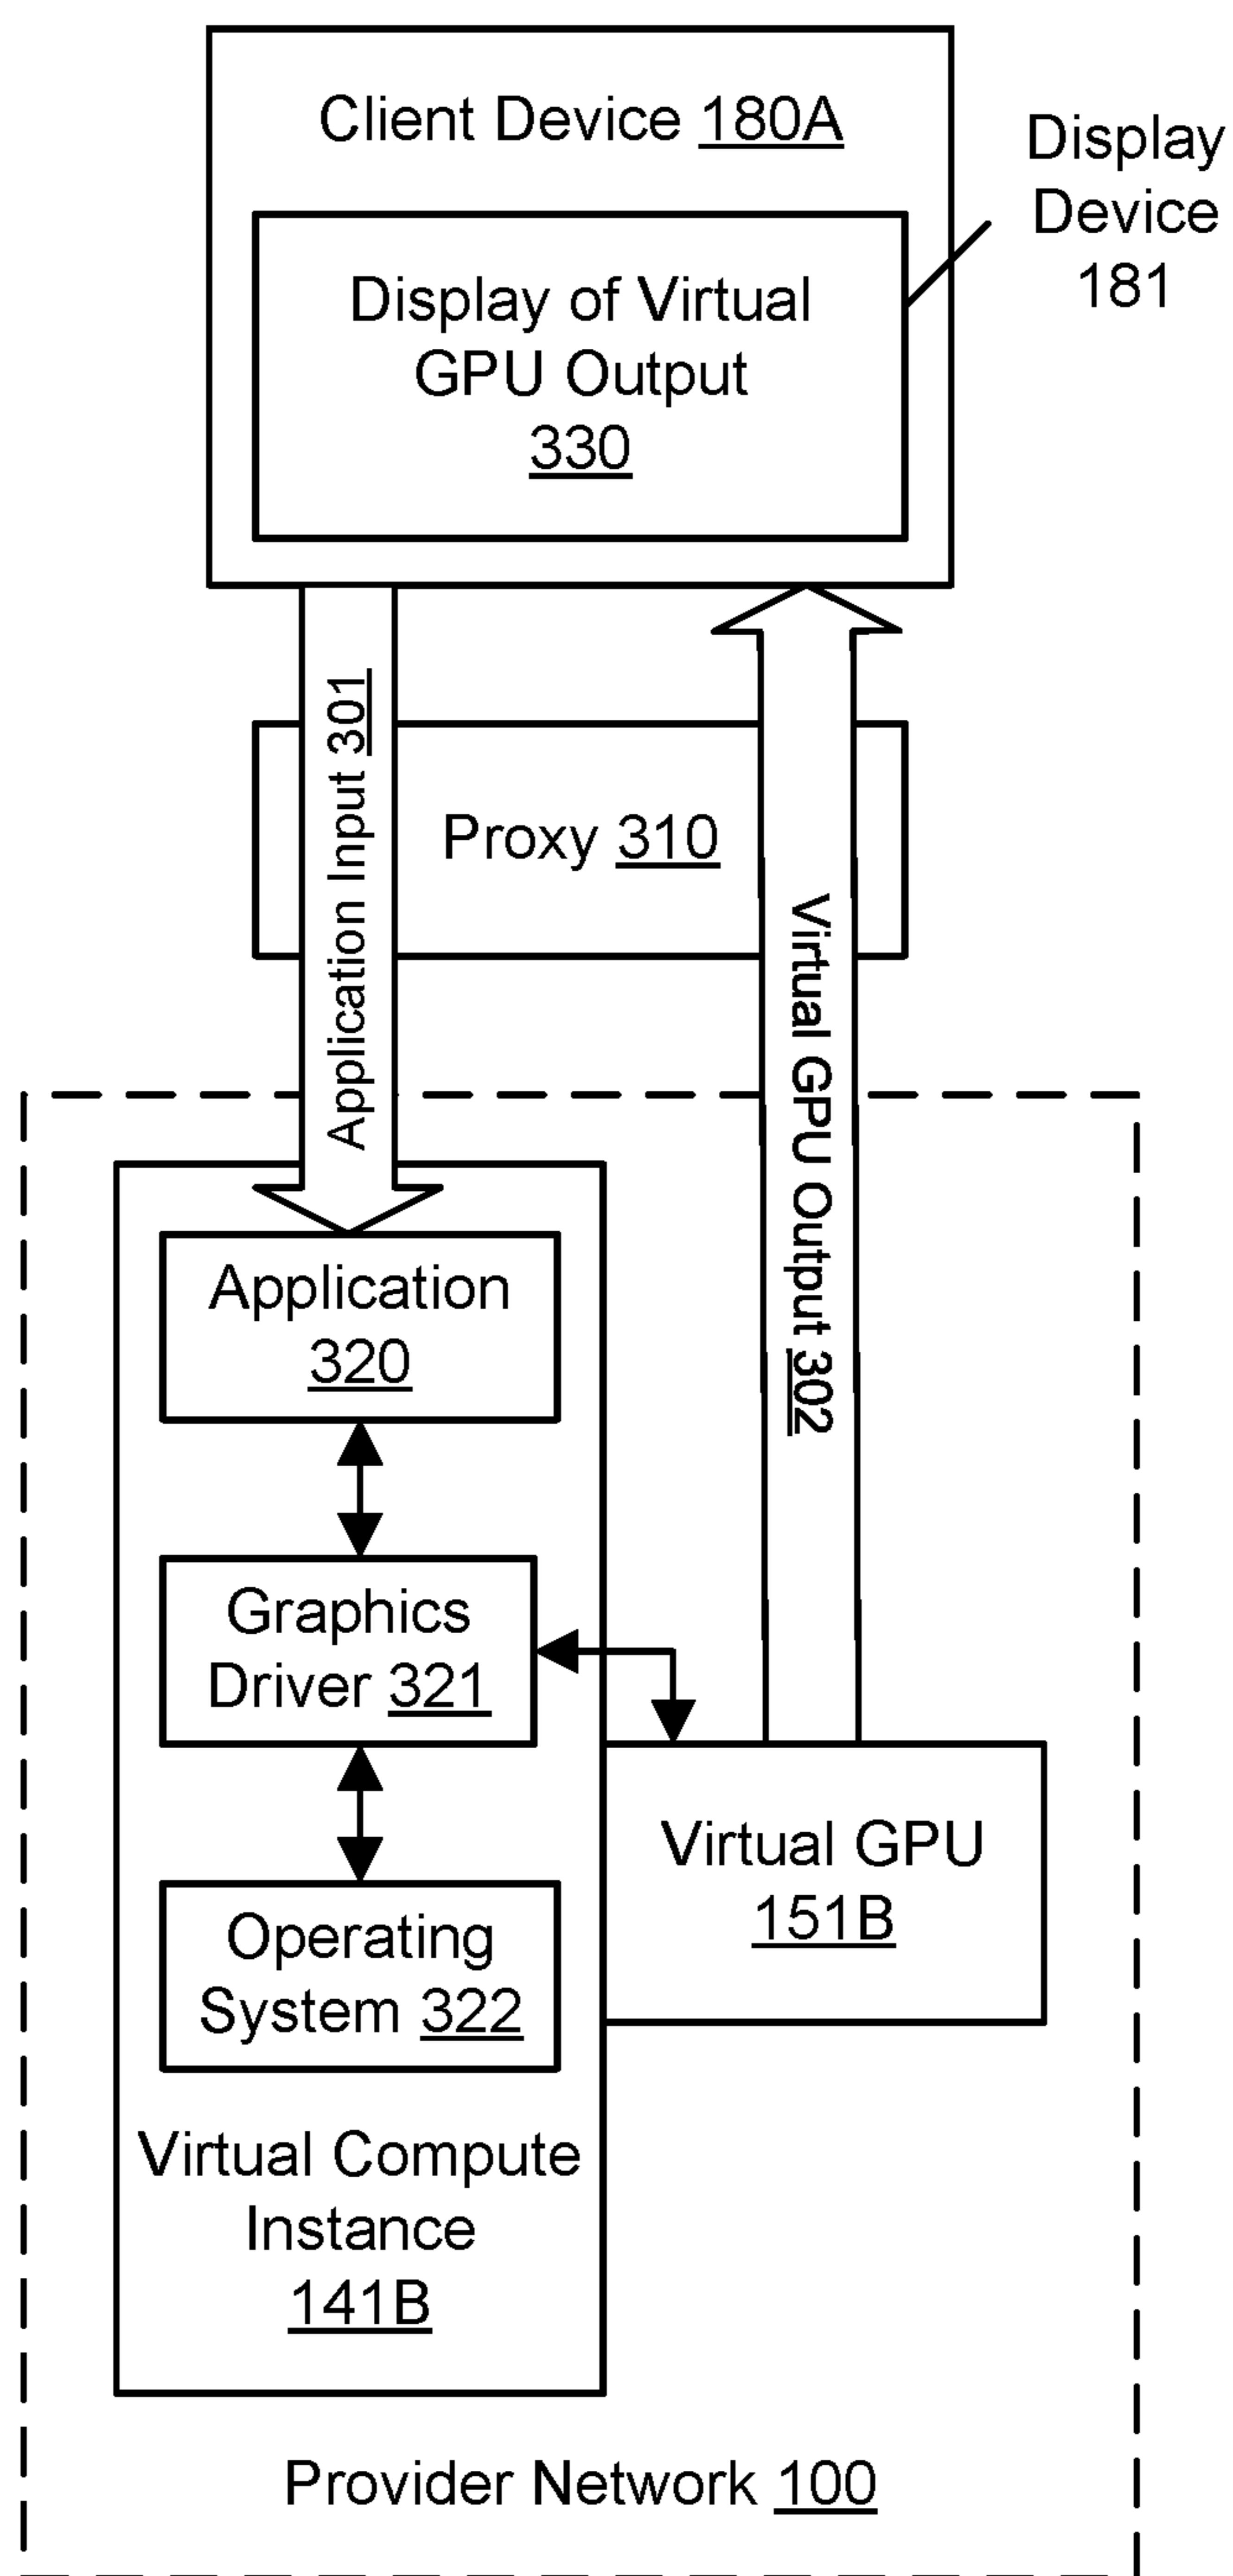 Client Device 180A
Display
Device
181
Display of Virtual
GPU Output
330
Application Input 301
Proxy 310
Virtual GPU Output 302
Application
320
Graphics
Driver 321
Virtual GPU
151B
Operating
System 322
Virtual Compute
Instance
141B
Provider Network 100